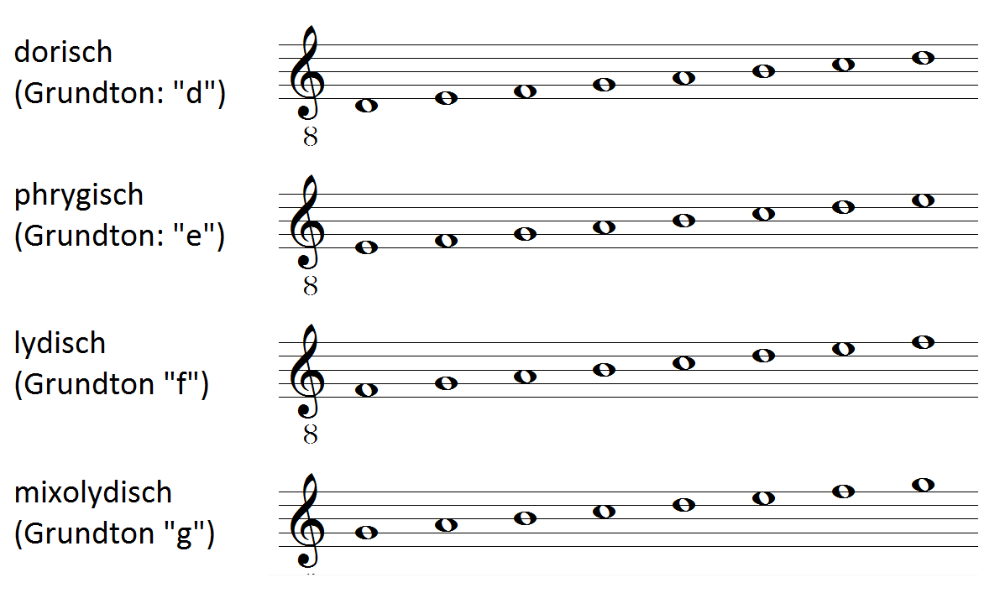 dorisch
(Grundton: "d")
8
phrygisch
(Grundton: "e")
8
lydisch
(Grundton "f")
8
mixolydisch
(Grundton "g")